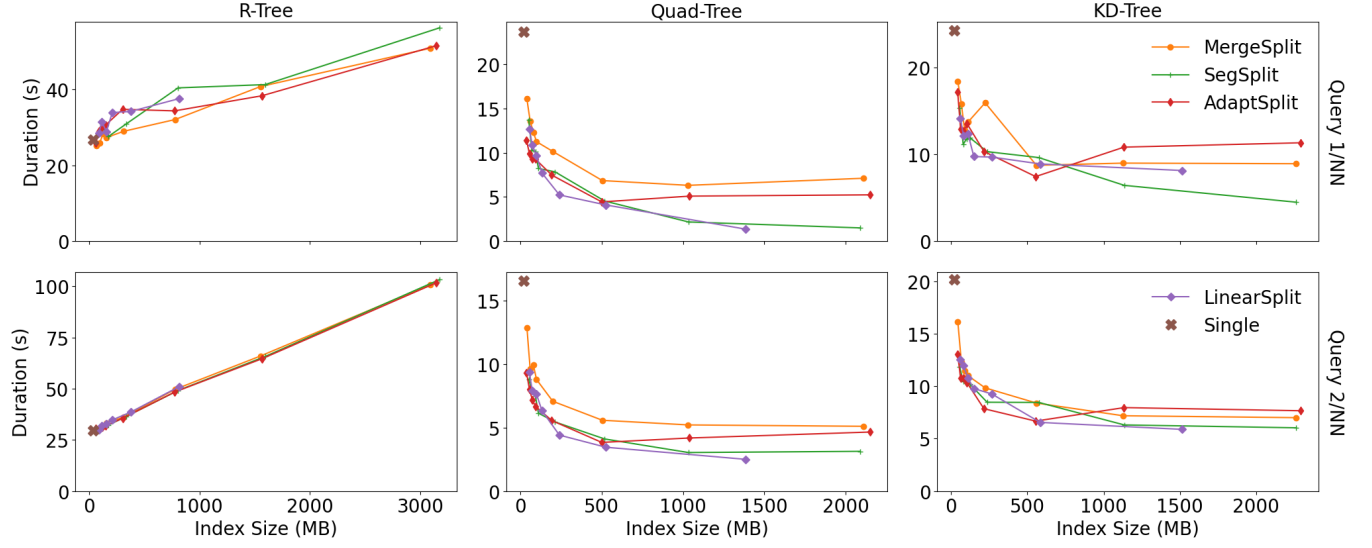 R-Tree
Quad-Tree
KD-Tree
Duration (s)
40
20
0
20
15
10
5
0
20
10
0
MergeSplit
SegSplit
AdaptSplit
Query 1/NN
Duration (s)
100
75
50
25
0
15
10
5
0
20
15
10
5
0
LinearSplit
Single
Query 2/NN
0 1000 2000 3000
0 500 1000 1500 2000
0 500 1000 1500 2000
Index Size (MB)
Index Size (MB)
Index Size (MB)